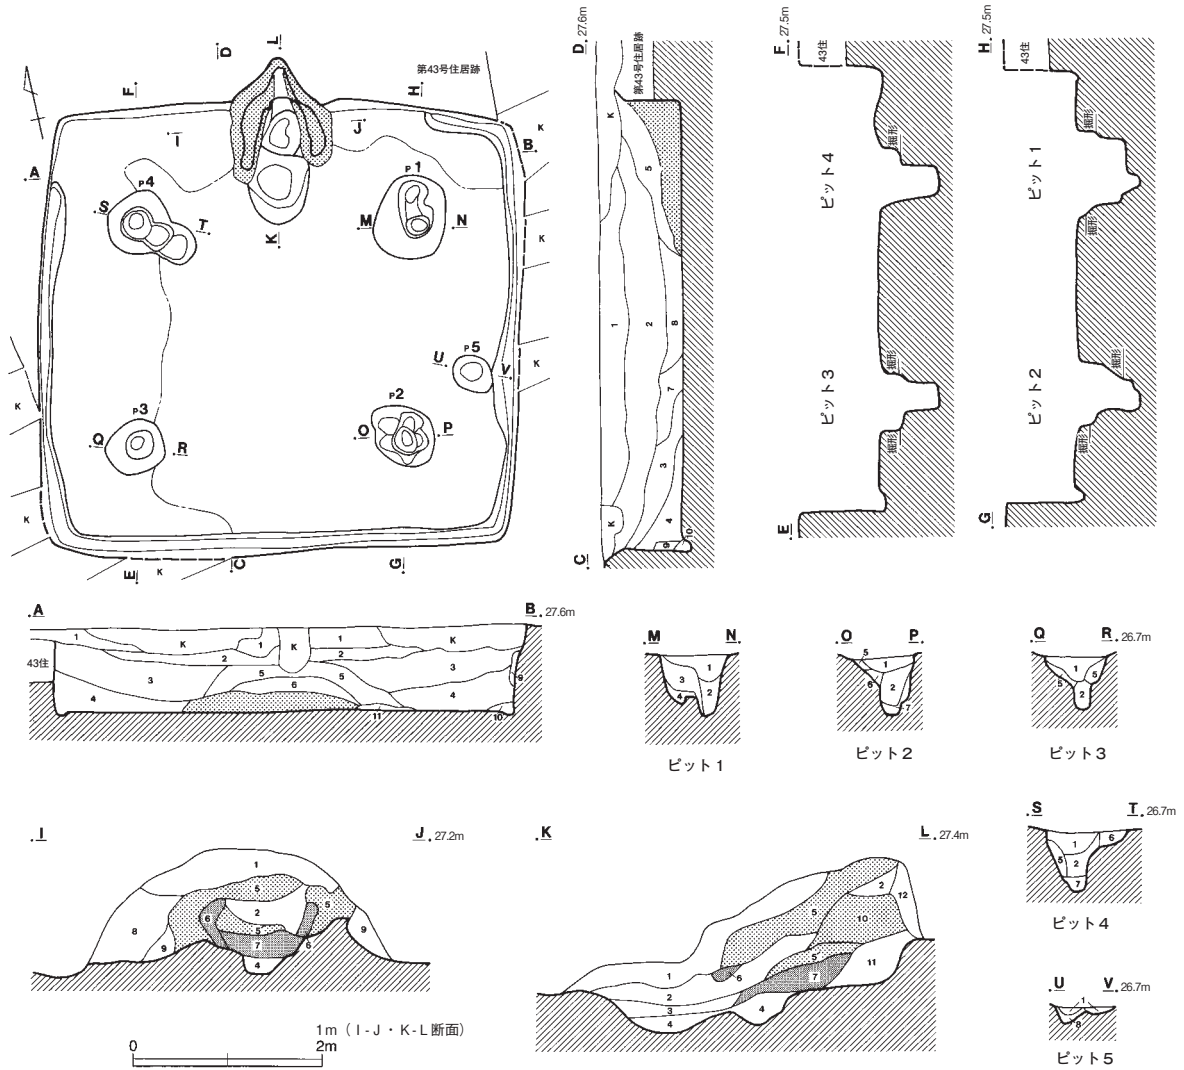 L
D
F
第43号住居跡
H
K
I
J
B
A
P4
P1
S
T
M
N
K
K
P5
U
V
K
K
P3
P2
Q
R
O
P
K
E
K
C
G
D 27.6m
第43号住居跡
K
5
1
2
8
7
3
4
K
9
10
C
F 27.5m
43住
掘形
ピット4
掘形
ピット3
掘形
E
H 27.5m
43住
掘形
ピット1
掘形
掘形
ピット2
掘形
G
A
B 27.6m
1
K
1
K
1
K
2
2
43住
3
5
5
3
9
6
4
4
11
10
M
N
1
3
2
4
ピット1
O
P
5
1
6
2
7
ピット2
Q
R 26.7m
1
5
5
2
ピット3
I
J 27.2m
1
5
5
2
6
8
5
9
7
6
9
4
K
L 27.4m
2
12
5
10
5
1
6
7
11
2
3
4
4
S
T 26.7m
1
6
5
2
7
ピット4
U
V 26.7m
1
8
ピット5
1m（I-J・K-L断面）
0
2m